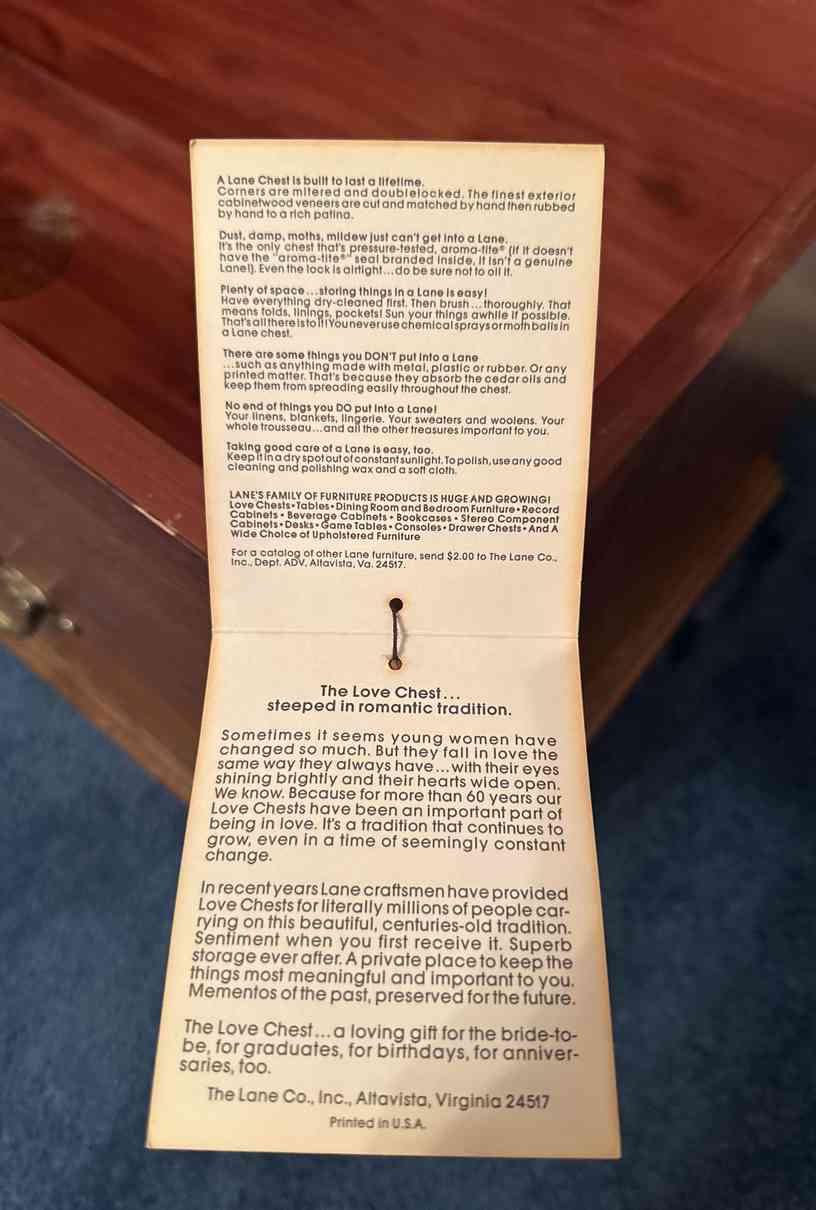 A Lane Chest is built to last a lifetime.
Corners are mitered and doublelocked. The finest exterior
cabinetwood veneers are cut and matched by hand then rubbed
by hand to a rich patina.
Dust, damp, moths, mildew just can't get into a Lane.
It's the only chest that's pressure-tested, aroma-tite® (if it doesn't
have the "aroma-tite®" seal branded inside, it isn't a genuine
Lane!). Even the lock is airtight...do be sure not to oil it.
Plenty of space...storing things in a Lane is easy!
Have everything dry-cleaned first. Then brush...thoroughly. That
means folds, linings, pockets! Sun your things awhile if possible.
That's all there is to it! You never use chemical sprays or moth balls in
a Lane chest.
There are some things you DON'T put into a Lane
...such as anything made with metal, plastic or rubber. Or any
printed matter. That's because they absorb the cedar oils and
keep them from spreading easily throughout the chest.
No end of things you DO put into a Lane!
Your linens, blankets, lingerie. Your sweaters and woolens. Your
whole trousseau...and all the other treasures important to you.
Taking good care of a Lane is easy, too.
Keep it in a dry spot out of constant sunlight. To polish, use any good
cleaning and polishing wax and a soft cloth.
LANE'S FAMILY OF FURNITURE PRODUCTS IS HUGE AND GROWING!
Love Chests • Tables • Dining Room and Bedroom Furniture • Record
Cabinets • Beverage Cabinets • Bookcases • Stereo Component
Cabinets • Desks • Game Tables • Consoles • Drawer Chests • And A
Wide Choice of Upholstered Furniture
For a catalog of other Lane furniture, send $2.00 to The Lane Co.,
Inc., Dept. ADV, Altavista, Va. 24517.
The Love Chest...
steeped in romantic tradition.
Sometimes it seems young women have
changed so much. But they fall in love the
same way they always have...with their eyes
shining brightly and their hearts wide open.
We know. Because for more than 60 years our
Love Chests have been an important part of
being in love. It's a tradition that continues to
grow, even in a time of seemingly constant
change.
In recent years Lane craftsmen have provided
Love Chests for literally millions of people car-
rying on this beautiful, centuries-old tradition.
Sentiment when you first receive it. Superb
storage ever after. A private place to keep the
things most meaningful and important to you.
Mementos of the past, preserved for the future.
The Love Chest...a loving gift for the bride-to-
be, for graduates, for birthdays, for anniver-
saries, too.
The Lane Co., Inc., Altavista, Virginia 24517
Printed in U.S.A.